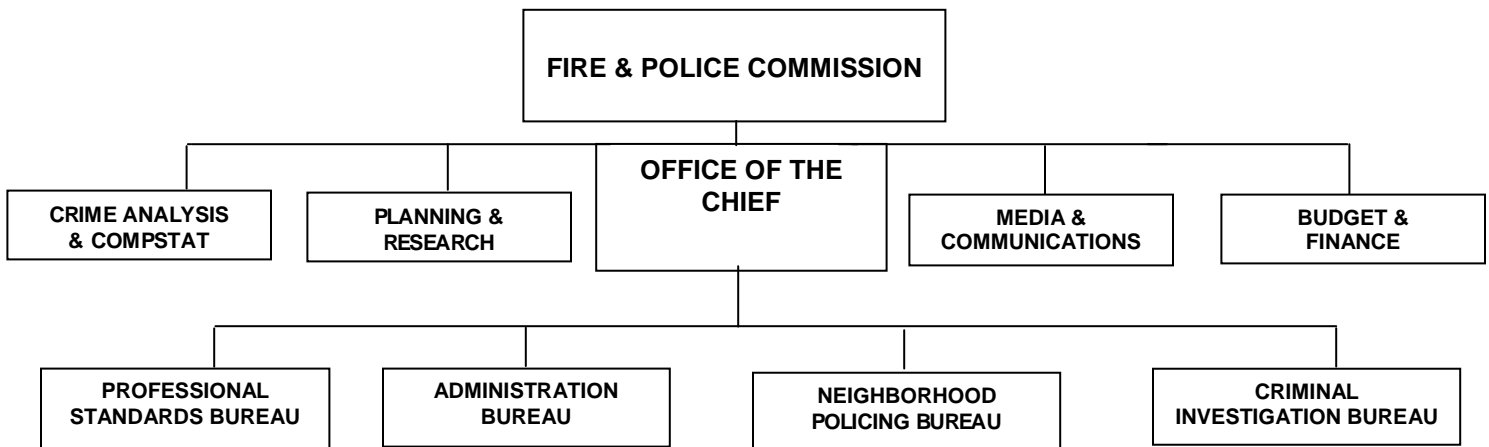 FIRE & POLICE COMMISSION
OFFICE OF THE
CHIEF
CRIME ANALYSIS
& COMPSTAT
PLANNING &
RESEARCH
MEDIA &
COMMUNICATIONS
BUDGET &
FINANCE
PROFESSIONAL
STANDARDS BUREAU
ADMINISTRATION
BUREAU
NEIGHBORHOOD
POLICING BUREAU
CRIMINAL
INVESTIGATION BUREAU